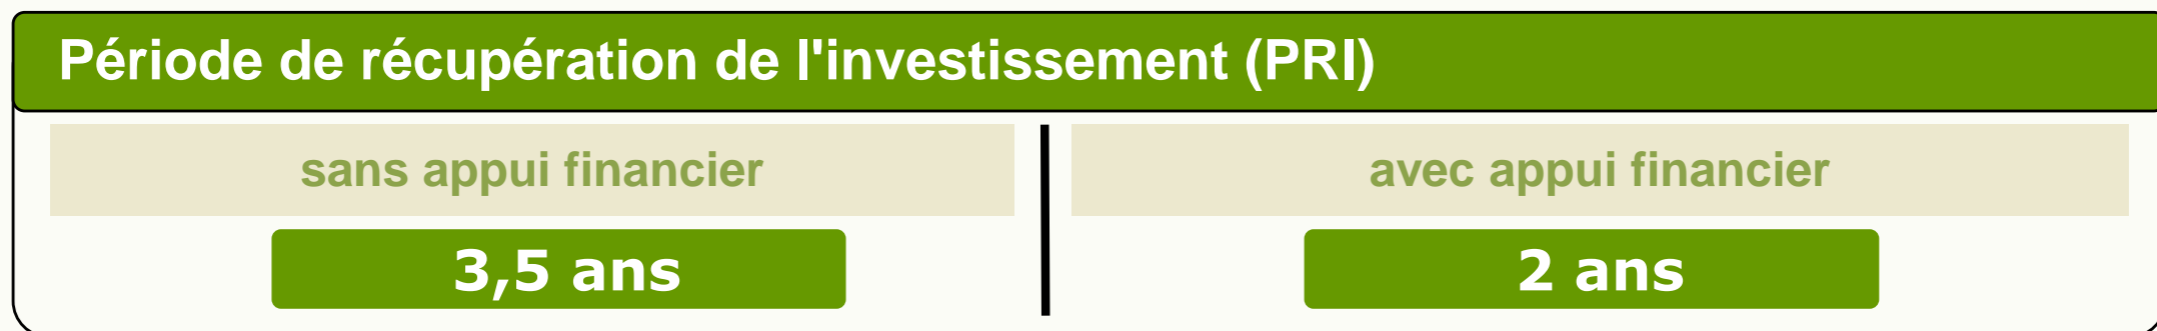 Période de récupération de l'investissement (PRI)
sans appui financier
avec appui financier
3,5 ans
2 ans